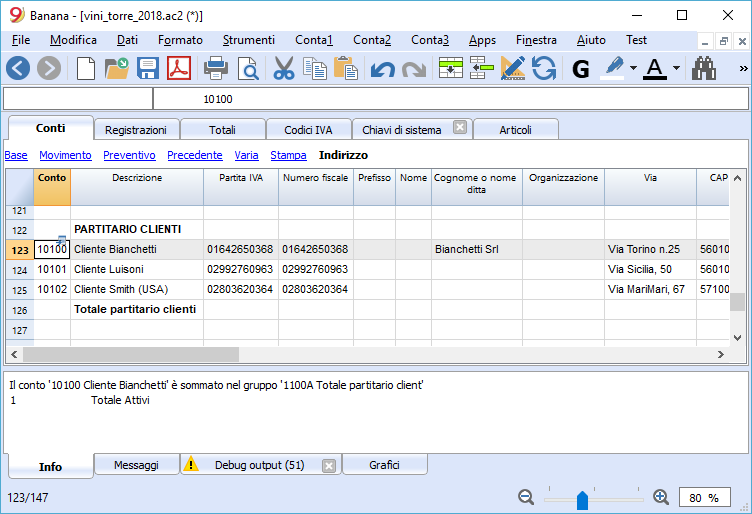 Banana - [vini_torre_2018.ac2 (*)]
File Modifica Dati Formato Strumenti Conta1 Conta2 Conta3 Apps Finestra Aiuto Test
G A »
10100
Conti Registrazioni Totali Codici IVA Chiavi di sistema Articoli
Base Movimento Preventivo Precedente Varia Stampa Indirizzo
Conto Descrizione Partita IVA Numero fiscale Prefisso Nome Cognome o nome ditta Organizzazione Via CAP
121
122 PARTITARIO CLIENTI
123 10100 Cliente Bianchetti 01642650368 01642650368 Bianchetti Srl Via Torino n.25 56010
124 10101 Cliente Luisoni 02992760963 02992760963 Via Sicilia, 50 56010
125 10102 Cliente Smith (USA) 02803620364 02803620364 Via MariMari, 67 57100
126 Totale partitario clienti
127
Il conto '10100 Cliente Bianchetti' è sommato nel gruppo '1100A Totale partitario client'
1 Totale Attivi
Info Messaggi Debug output (51) Grafici
123/147 80 %